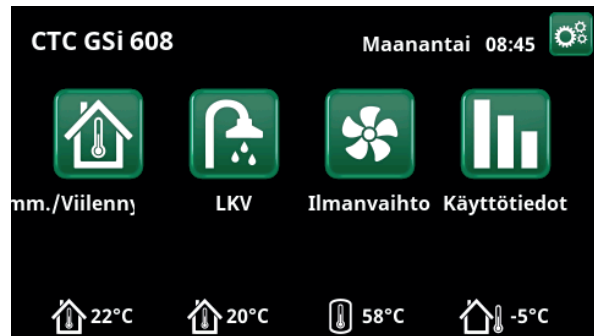 CTC GSi 608
Maanantai 08:45
mm./Viilenny
LKV
Ilmanvaihto
Käyttötiedot
22°C
20°C
58°C
-5°C